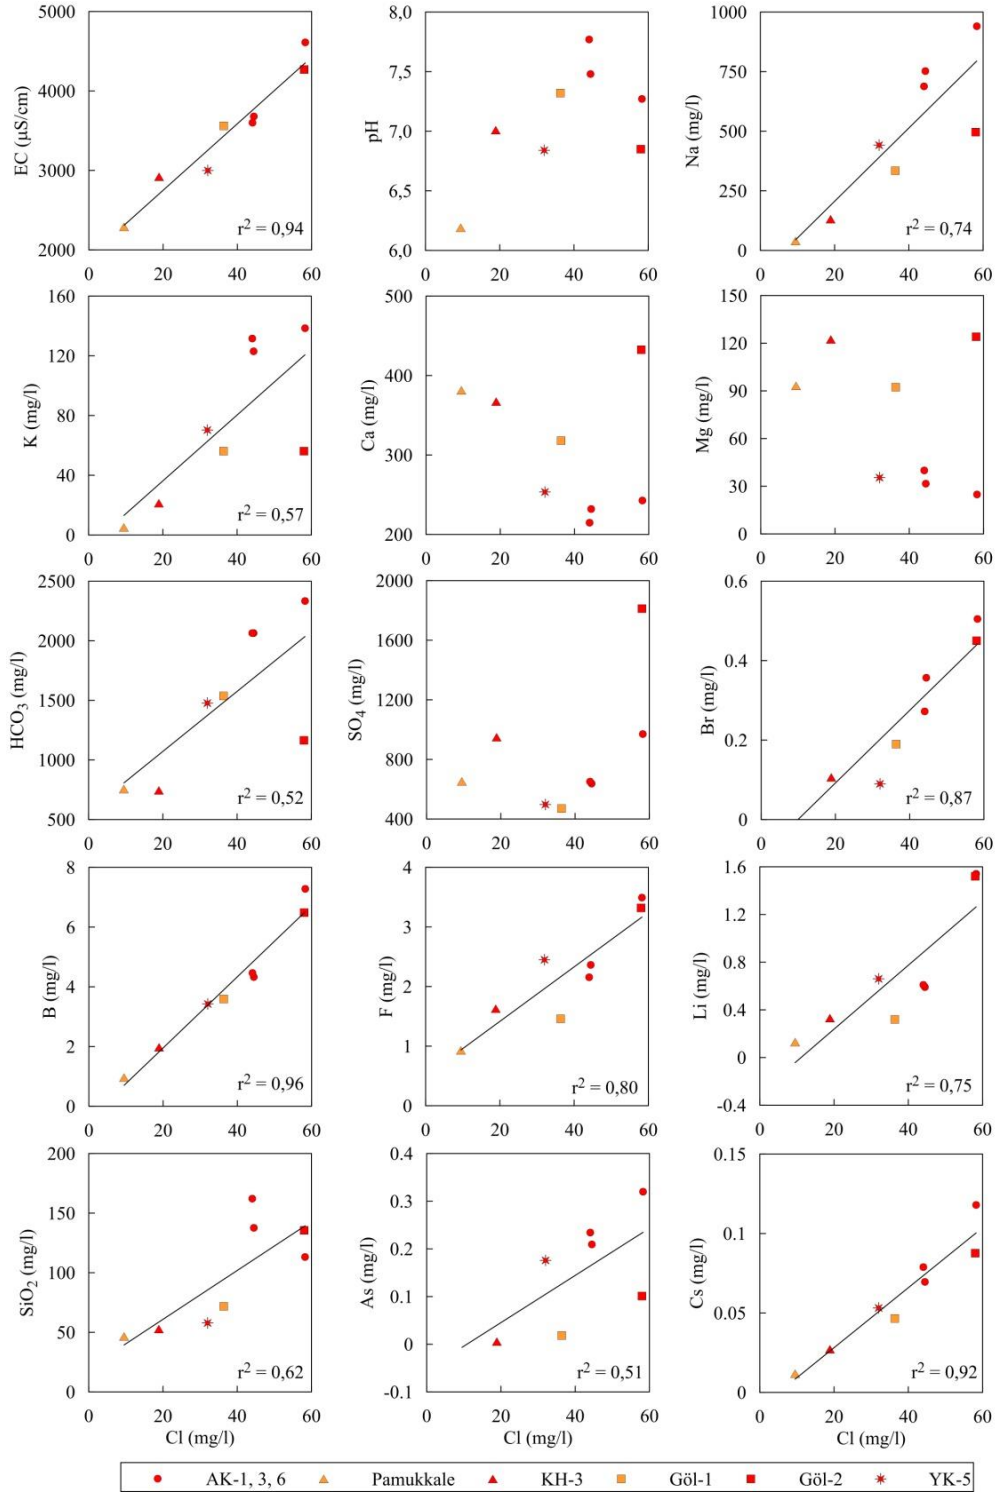 5000
4000
3000
2000
EC (µS/cm)
r² = 0,94
0 20 40 60
8,0
7,5
7,0
6,5
6,0
pH
0 20 40 60
1000
750
500
250
0
Na (mg/l)
r² = 0,74
0 20 40 60
160
120
80
40
0
K (mg/l)
r² = 0,57
0 20 40 60
500
400
300
200
Ca (mg/l)
0 20 40 60
150
120
90
60
30
0
Mg (mg/l)
0 20 40 60
2500
2000
1500
1000
500
HCO₃ (mg/l)
r² = 0,52
0 20 40 60
2000
1600
1200
800
400
SO₄ (mg/l)
0 20 40 60
0.6
0.4
0.2
0
Br (mg/l)
r² = 0,87
0 20 40 60
8
6
4
2
0
B (mg/l)
r² = 0,96
0 20 40 60
4
3
2
1
0
F (mg/l)
r² = 0,80
0 20 40 60
1.6
1.2
0.8
0.4
0
-0.4
Li (mg/l)
r² = 0,75
0 20 40 60
200
150
100
50
0
SiO₂ (mg/l)
r² = 0,62
0 20 40 60
Cl (mg/l)
0.4
0.3
0.2
0.1
0
-0.1
As (mg/l)
r² = 0,51
0 20 40 60
Cl (mg/l)
0.15
0.1
0.05
0
Cs (mg/l)
r² = 0,92
0 20 40 60
Cl (mg/l)
AK-1, 3, 6 Pamukkale KH-3 Göl-1 Göl-2 YK-5